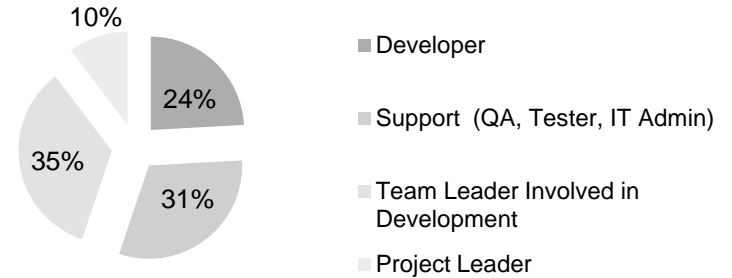 10%
24%
35%
31%
Developer
Support (QA, Tester, IT Admin)
Team Leader Involved in
Development
Project Leader